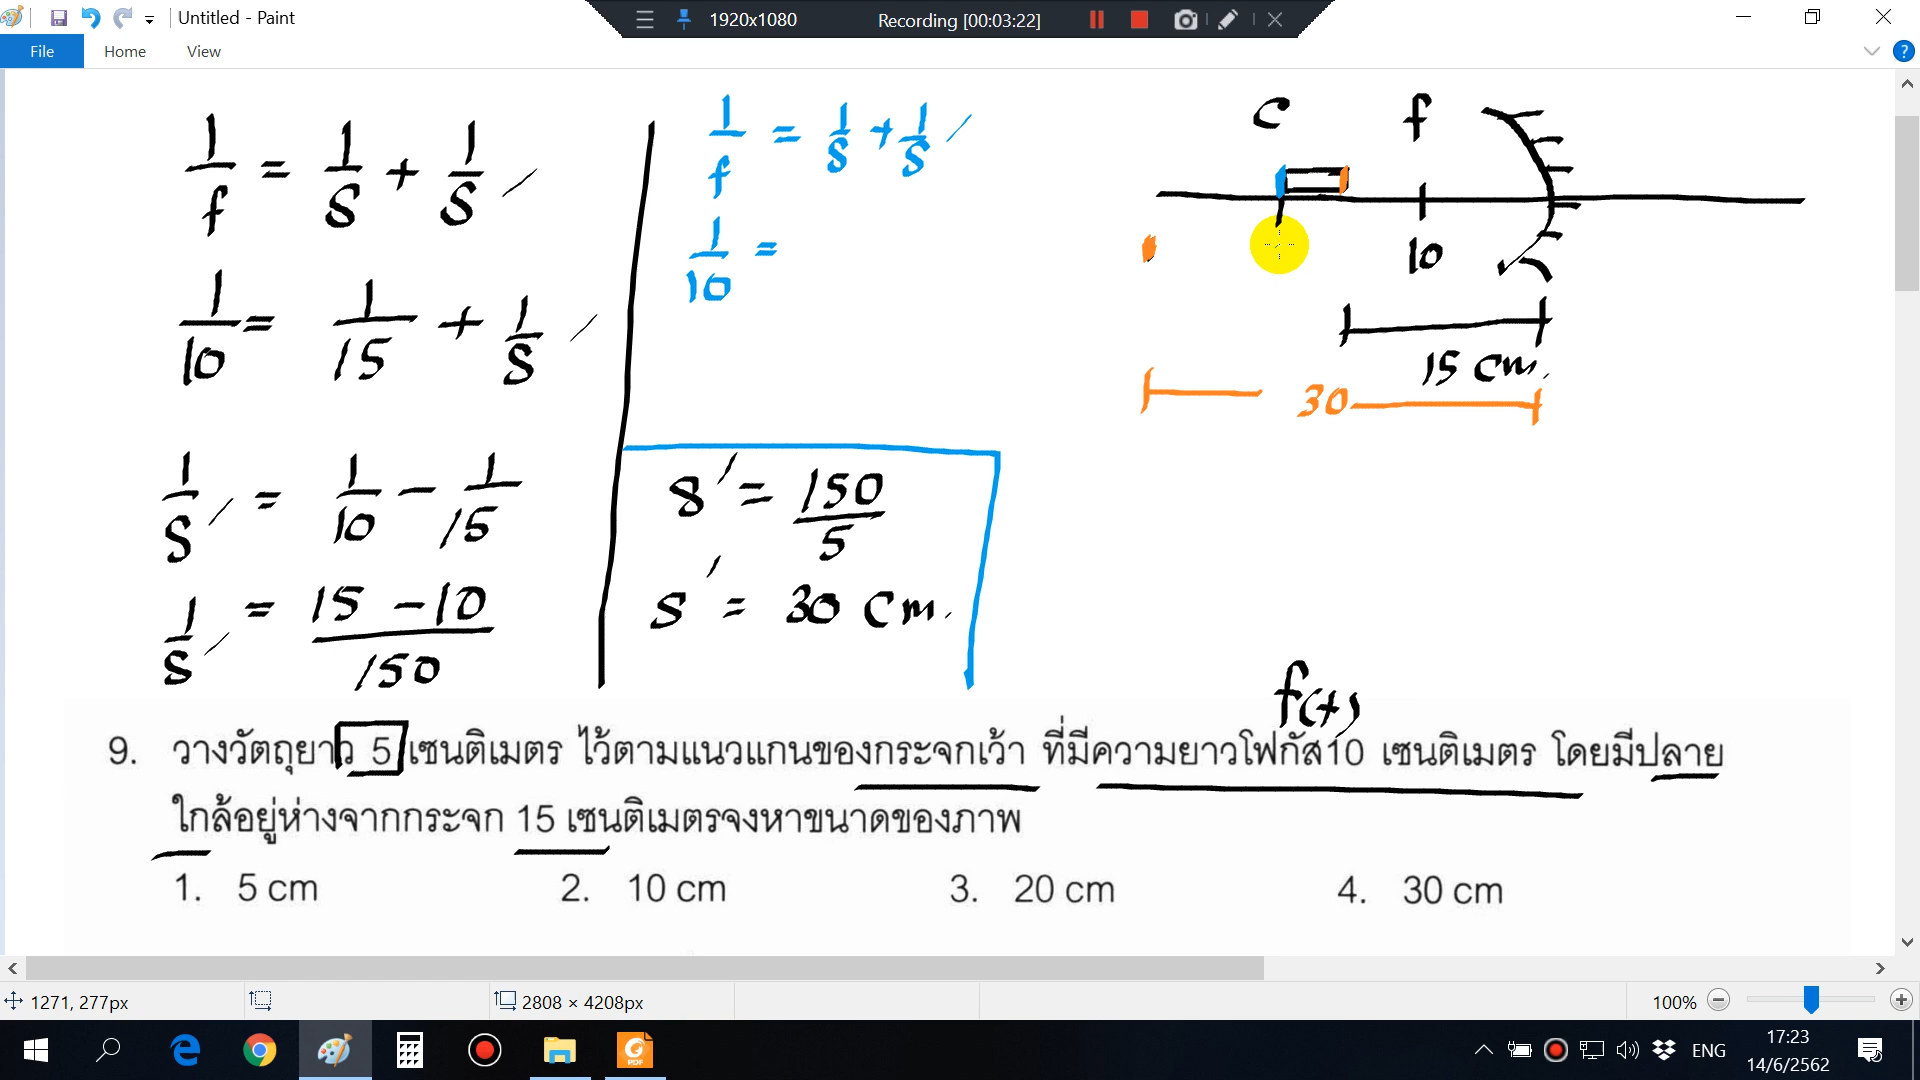 Untitled - Paint
1920x1080
Recording [00:03:22]
File
Home
View
1/f = 1/s + 1/s′
1/10 = 1/15 + 1/s′
1/s′ = 1/10 − 1/15
1/s′ = 15 − 10/150
1/f = 1/s + 1/s′
1/10 =
s′ = 150/5
s′ = 30 cm.
C
f
10
15 cm.
30
f(+)
9. วางวัตถุยาว 5 เซนติเมตร ไว้ตามแนวแกนของกระจกเว้า ที่มีความยาวโฟกัส10 เซนติเมตร โดยมีปลาย
ใกล้อยู่ห่างจากกระจก 15 เซนติเมตรจงหาขนาดของภาพ
1. 5 cm 2. 10 cm 3. 20 cm 4. 30 cm
1271, 277px
2808 × 4208px
100%
PDF
ENG
17:23
14/6/2562